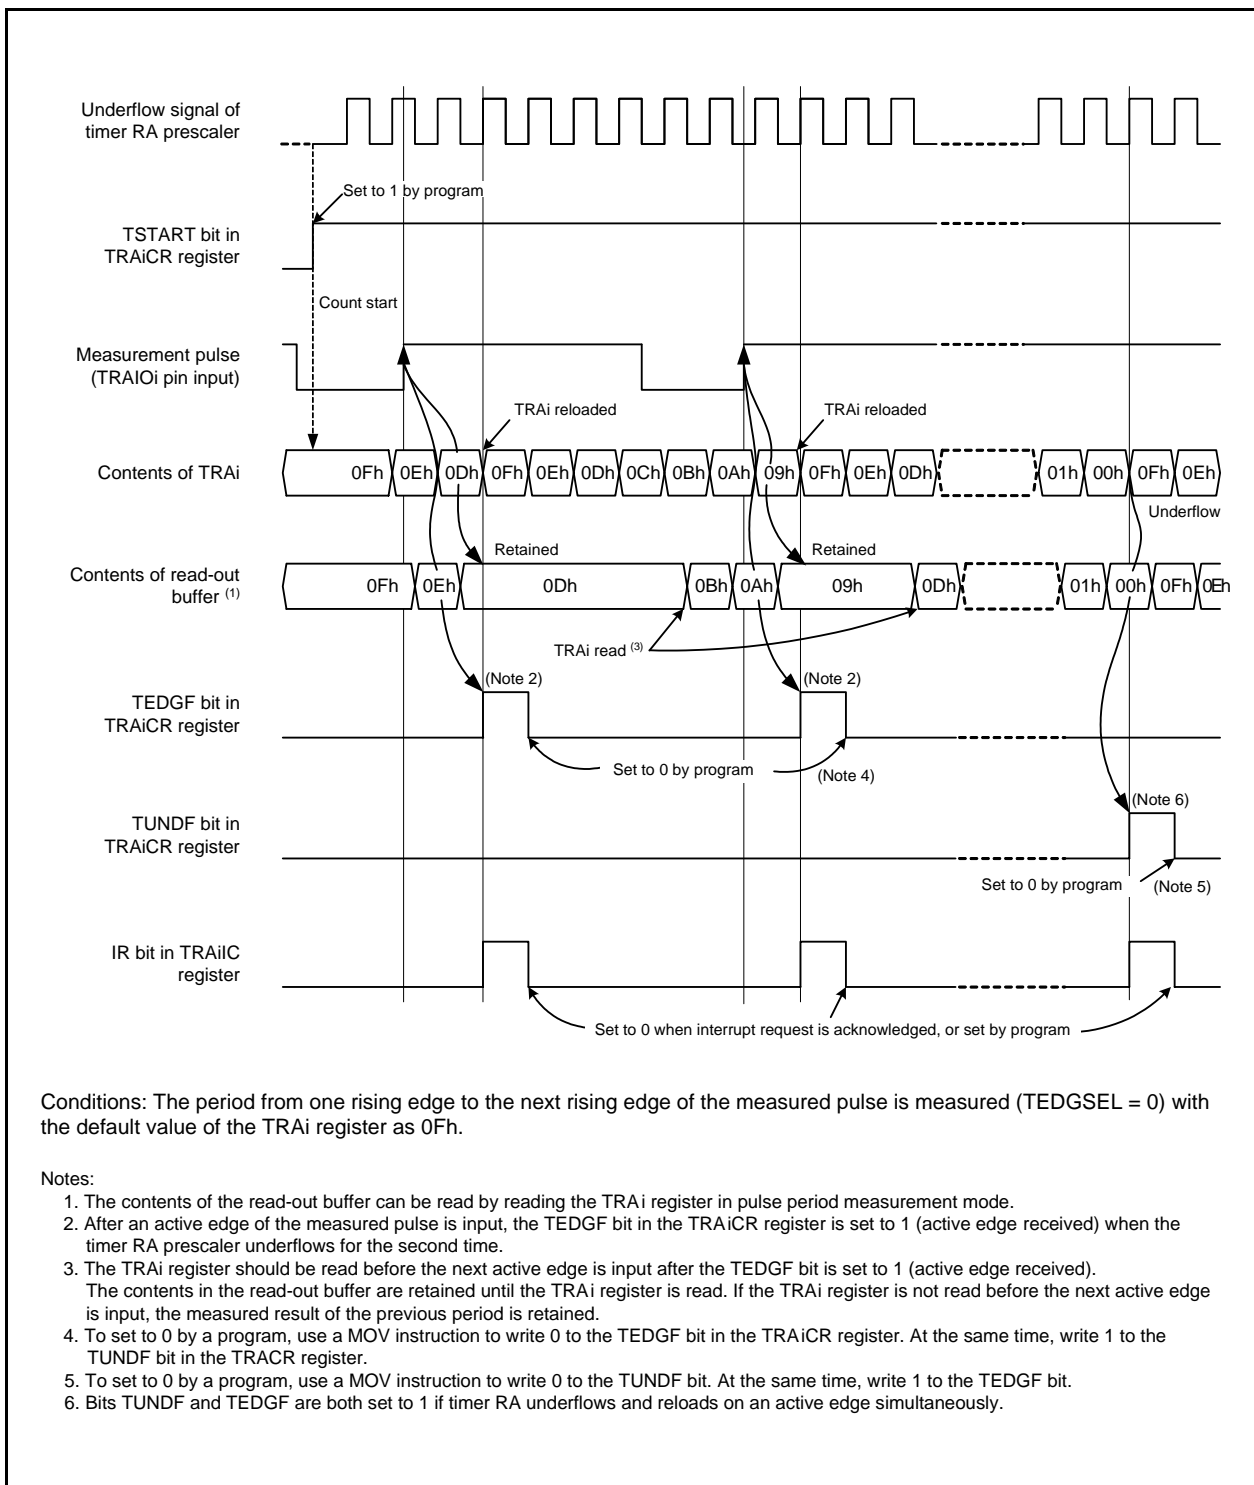 Underflow signal of
timer RA prescaler
Set to 1 by program
TSTART bit in
TRAiCR register
Count start
Measurement pulse
(TRAIOi pin input)
TRAi reloaded
TRAi reloaded
Contents of TRAi
0Fh 0Eh 0Dh 0Fh 0Eh 0Dh 0Ch 0Bh 0Ah 09h 0Fh 0Eh 0Dh 01h 00h 0Fh 0Eh
Underflow
Retained
Retained
Contents of read-out
buffer (1)
0Fh 0Eh 0Dh 0Bh 0Ah 09h 0Dh 01h 00h 0Fh 0Eh
TRAi read (3)
(Note 2)
(Note 2)
TEDGF bit in
TRAiCR register
Set to 0 by program
(Note 4)
(Note 6)
TUNDF bit in
TRAiCR register
Set to 0 by program
(Note 5)
IR bit in TRAiIC
register
Set to 0 when interrupt request is acknowledged, or set by program
Conditions: The period from one rising edge to the next rising edge of the measured pulse is measured (TEDGSEL = 0) with
the default value of the TRAi register as 0Fh.
Notes:
1. The contents of the read-out buffer can be read by reading the TRAi register in pulse period measurement mode.
2. After an active edge of the measured pulse is input, the TEDGF bit in the TRAiCR register is set to 1 (active edge received) when the
timer RA prescaler underflows for the second time.
3. The TRAi register should be read before the next active edge is input after the TEDGF bit is set to 1 (active edge received).
The contents in the read-out buffer are retained until the TRAi register is read. If the TRAi register is not read before the next active edge
is input, the measured result of the previous period is retained.
4. To set to 0 by a program, use a MOV instruction to write 0 to the TEDGF bit in the TRAiCR register. At the same time, write 1 to the
TUNDF bit in the TRACR register.
5. To set to 0 by a program, use a MOV instruction to write 0 to the TUNDF bit. At the same time, write 1 to the TEDGF bit.
6. Bits TUNDF and TEDGF are both set to 1 if timer RA underflows and reloads on an active edge simultaneously.